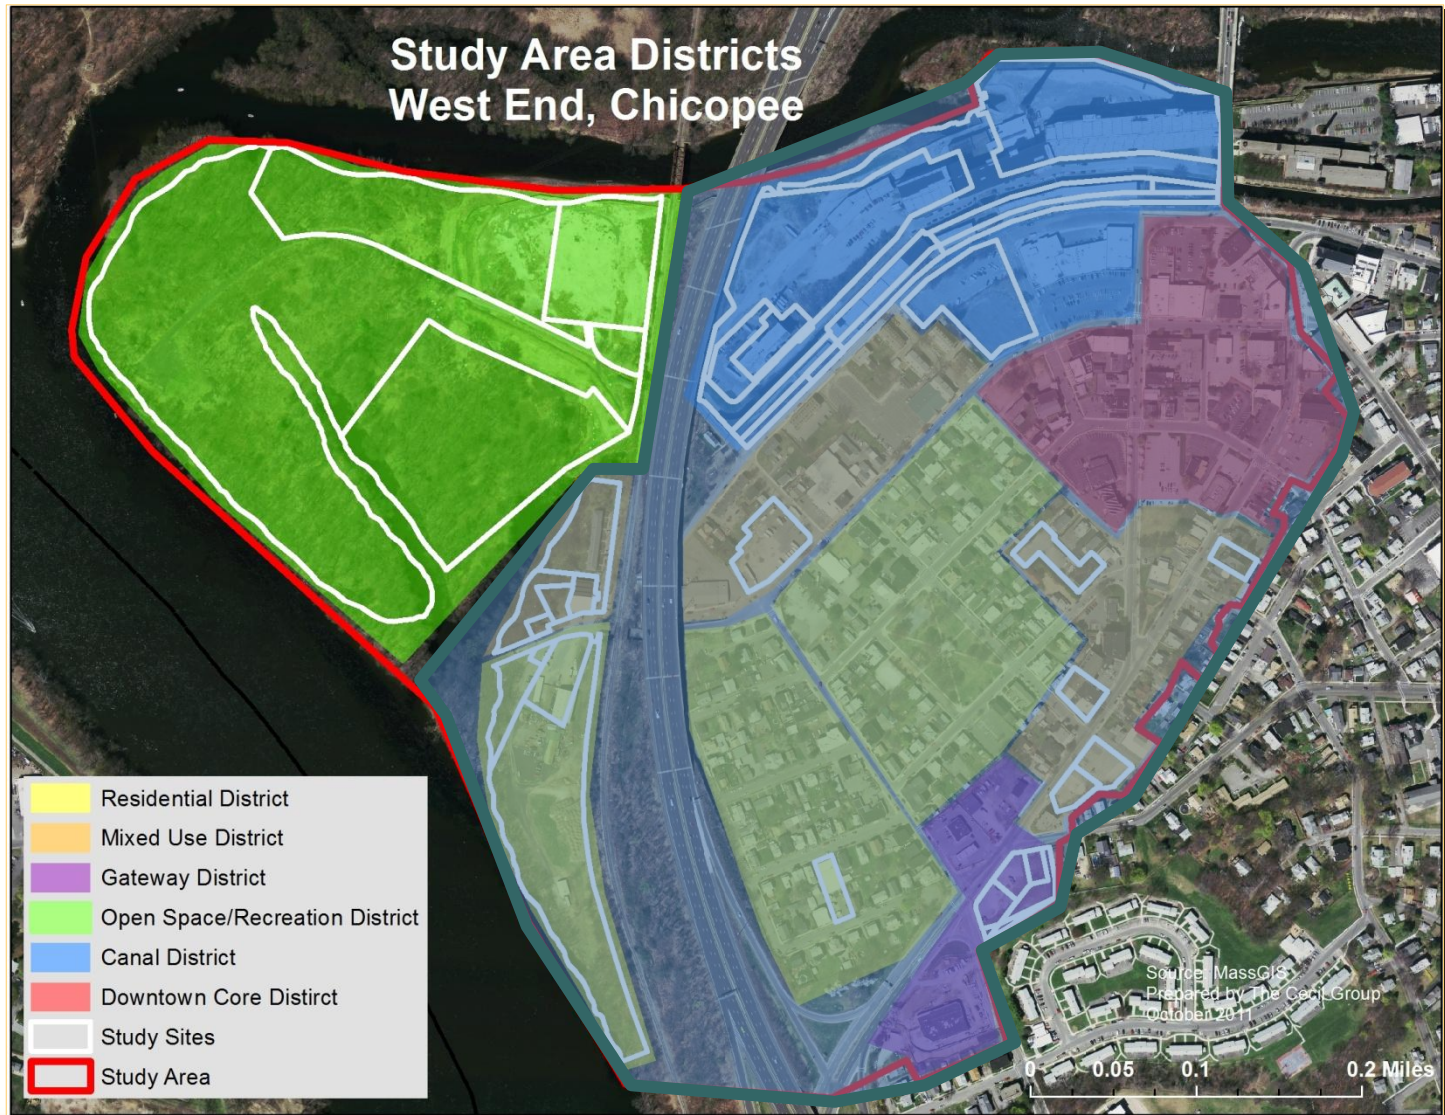 Study Area Districts
West End, Chicopee
Residential District
Mixed Use District
Gateway District
Open Space/Recreation District
Canal District
Downtown Core Distirct
Study Sites
Study Area
Source: MassGIS
Prepared by The Cecil Group
October 2011
0 0.05 0.1 0.2 Miles